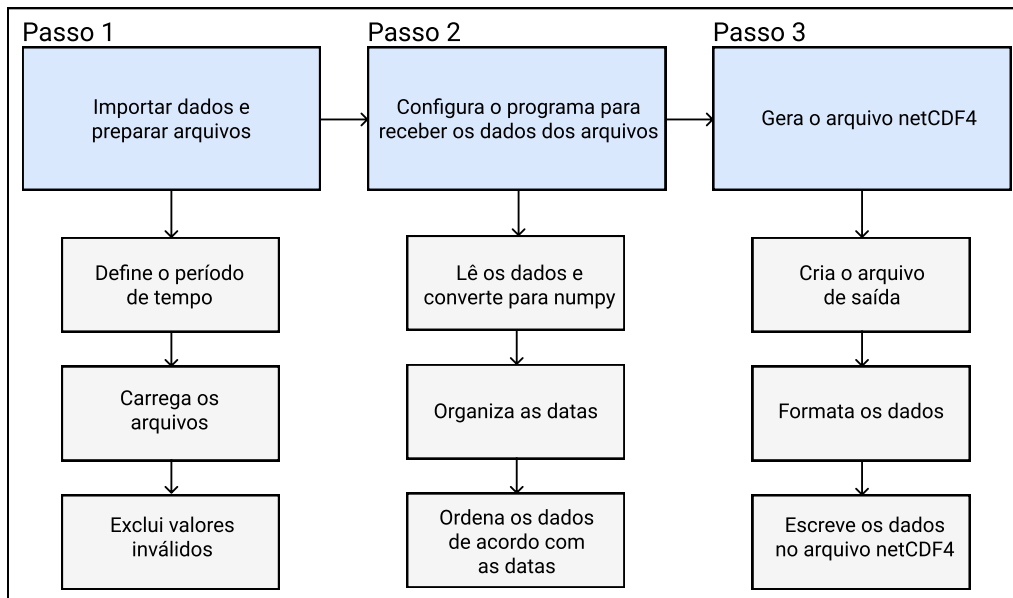 Passo 1
Importar dados e
preparar arquivos
Define o período
de tempo
Carrega os
arquivos
Exclui valores
inválidos
Passo 2
Configura o programa para
receber os dados dos arquivos
Lê os dados e
converte para numpy
Organiza as datas
Ordena os dados
de acordo com
as datas
Passo 3
Gera o arquivo netCDF4
Cria o arquivo
de saída
Formata os dados
Escreve os dados
no arquivo netCDF4